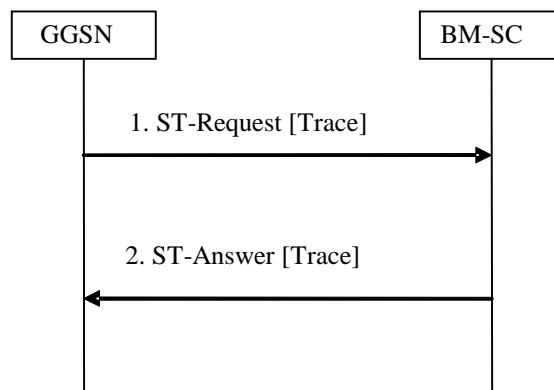 GGSN
BM-SC
1. ST-Request [Trace]
2. ST-Answer [Trace]